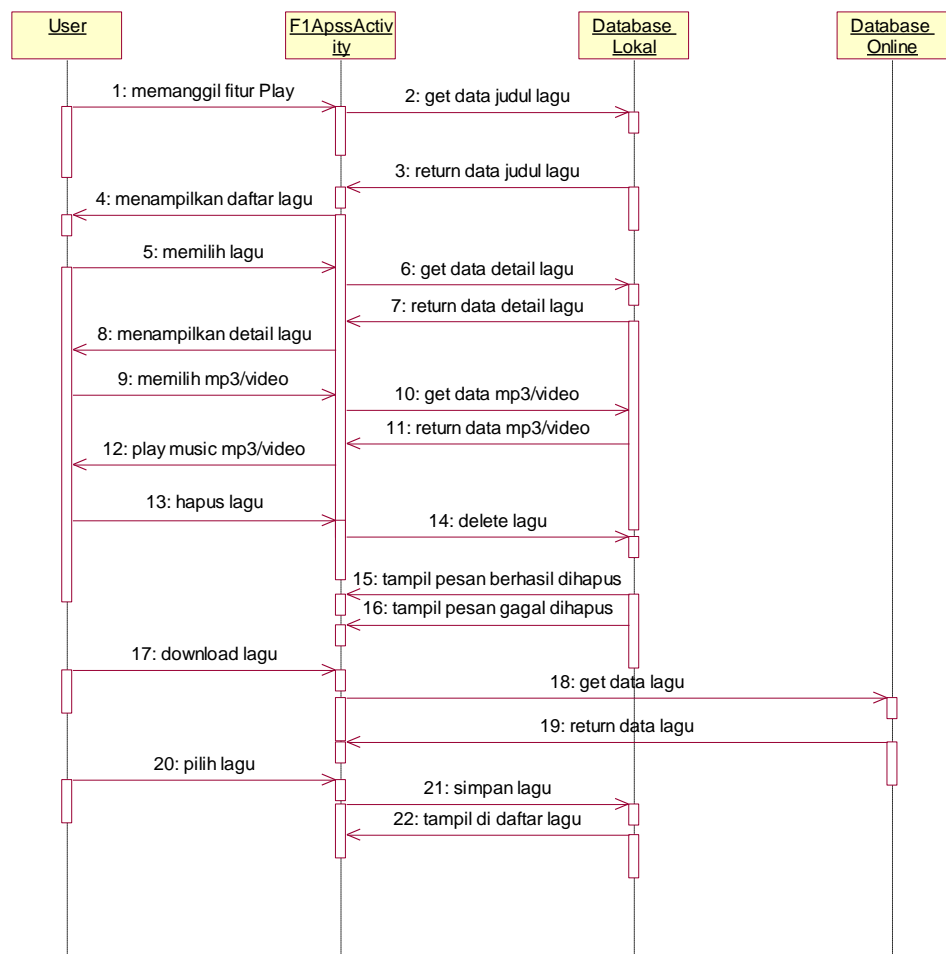 User
F1ApssActiv
ity
Database
Lokal
Database
Online
1: memanggil fitur Play
2: get data judul lagu
3: return data judul lagu
4: menampilkan daftar lagu
5: memilih lagu
6: get data detail lagu
7: return data detail lagu
8: menampilkan detail lagu
9: memilih mp3/video
10: get data mp3/video
11: return data mp3/video
12: play music mp3/video
13: hapus lagu
14: delete lagu
15: tampil pesan berhasil dihapus
16: tampil pesan gagal dihapus
17: download lagu
18: get data lagu
19: return data lagu
20: pilih lagu
21: simpan lagu
22: tampil di daftar lagu